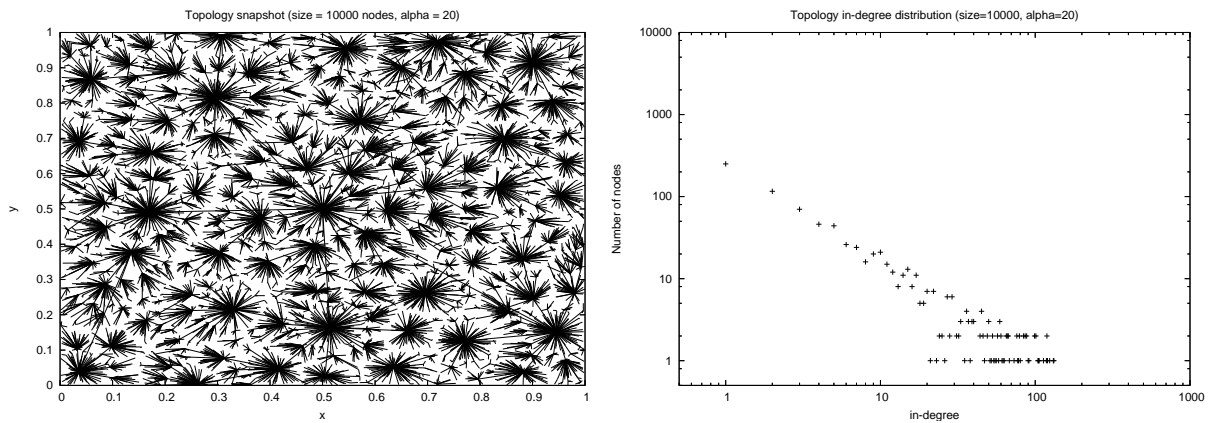 Topology snapshot (size = 10000 nodes, alpha = 20)
1
0.9
0.8
0.7
0.6
0.5
0.4
0.3
0.2
0.1
0
y
0 0.1 0.2 0.3 0.4 0.5 0.6 0.7 0.8 0.9 1
x
Topology in-degree distribution (size=10000, alpha=20)
10000
1000
100
10
1
Number of nodes
1 10 100 1000
in-degree